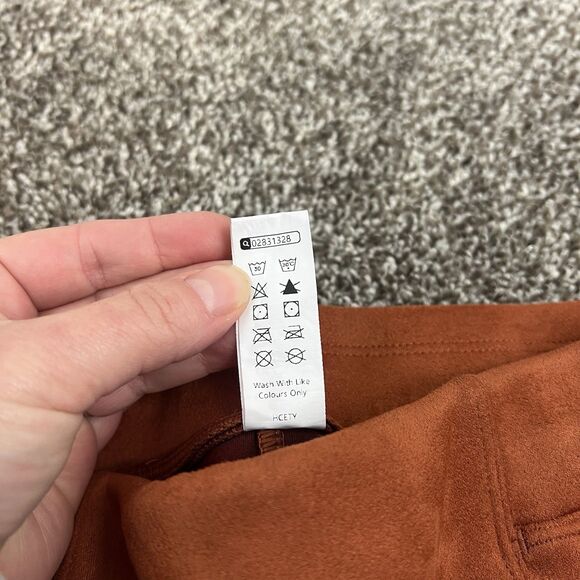 Q 02831328
30 30°C
Wash With Like
Colours Only
HCETY